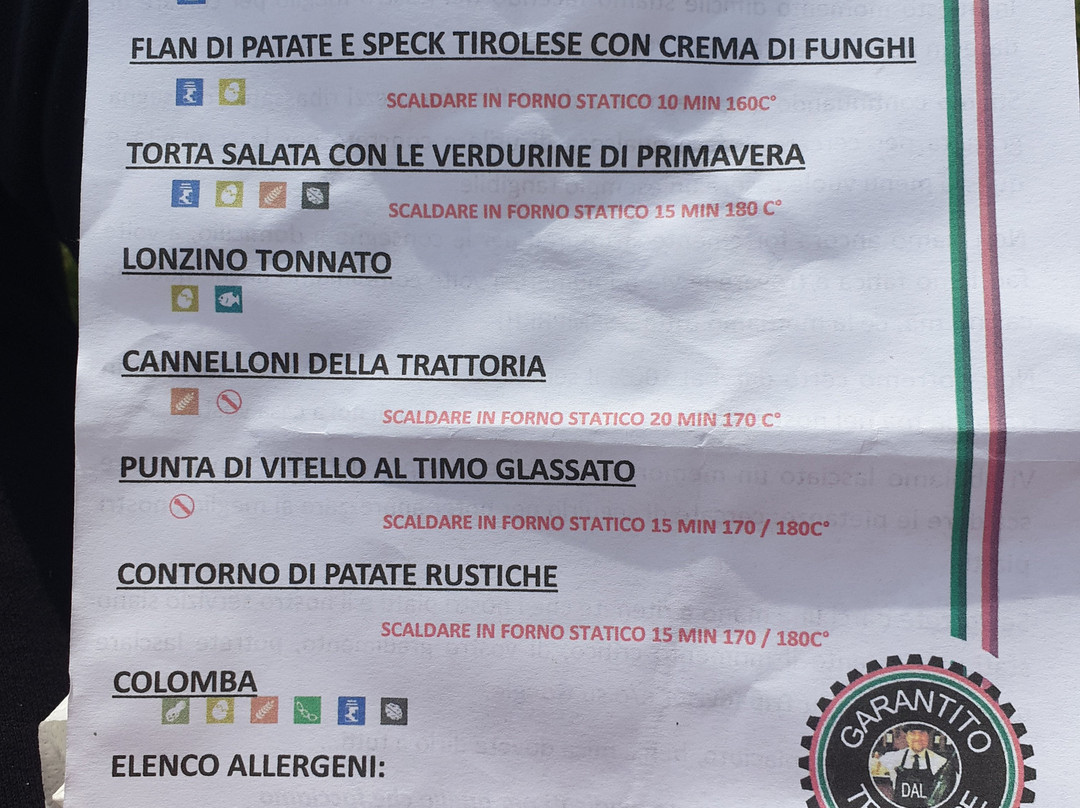 FLAN DI PATATE E SPECK TIROLESE CON CREMA DI FUNGHI
SCALDARE IN FORNO STATICO 10 MIN 160C°
TORTA SALATA CON LE VERDURINE DI PRIMAVERA
SCALDARE IN FORNO STATICO 15 MIN 180 C°
LONZINO TONNATO
CANNELLONI DELLA TRATTORIA
SCALDARE IN FORNO STATICO 20 MIN 170 C°
PUNTA DI VITELLO AL TIMO GLASSATO
SCALDARE IN FORNO STATICO 15 MIN 170 / 180C°
CONTORNO DI PATATE RUSTICHE
SCALDARE IN FORNO STATICO 15 MIN 170 / 180C°
COLOMBA
ELENCO ALLERGENI:
GARANTITO
DAL